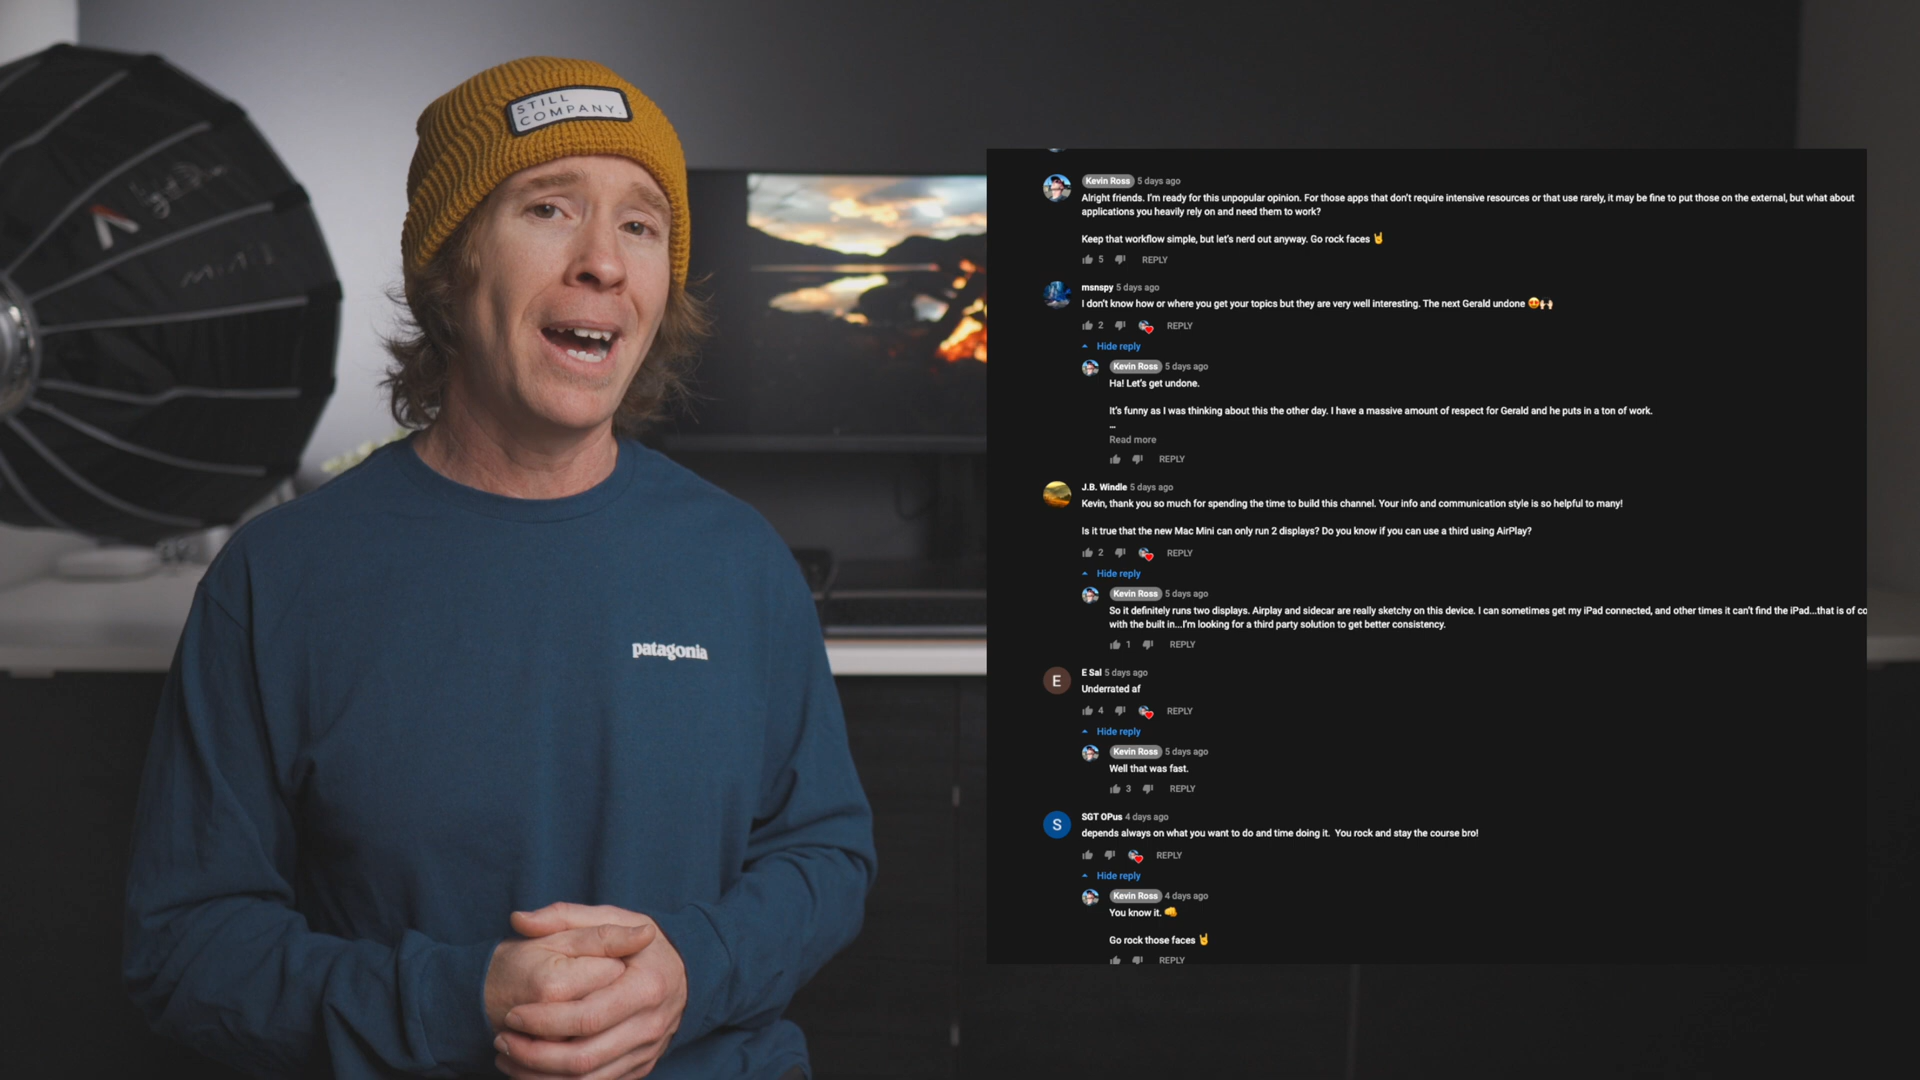 STILL
COMPANY.
patagonia
Kevin Ross 5 days ago
Alright friends. I'm ready for this unpopular opinion. For those apps that don't require intensive resources or that use rarely, it may be fine to put those on the external, but what about
applications you heavily rely on and need them to work?
Keep that workflow simple, but let's nerd out anyway. Go rock faces 🤘
5 REPLY
msnspy 5 days ago
I don't know how or where you get your topics but they are very well interesting. The next Gerald undone 😍🙌🏻
2 REPLY
Hide reply
Kevin Ross 5 days ago
Ha! Let's get undone.
It's funny as I was thinking about this the other day. I have a massive amount of respect for Gerald and he puts in a ton of work.
...
Read more
REPLY
J.B. Windle 5 days ago
Kevin, thank you so much for spending the time to build this channel. Your info and communication style is so helpful to many!
Is it true that the new Mac Mini can only run 2 displays? Do you know if you can use a third using AirPlay?
2 REPLY
Hide reply
Kevin Ross 5 days ago
So it definitely runs two displays. Airplay and sidecar are really sketchy on this device. I can sometimes get my iPad connected, and other times it can't find the iPad...that is of co
with the built in...I'm looking for a third party solution to get better consistency.
1 REPLY
E
E Sal 5 days ago
Underrated af
4 REPLY
Hide reply
Kevin Ross 5 days ago
Well that was fast.
3 REPLY
S
SGT OPus 4 days ago
depends always on what you want to do and time doing it. You rock and stay the course bro!
REPLY
Hide reply
Kevin Ross 4 days ago
You know it. 👊
Go rock those faces 🤘
REPLY